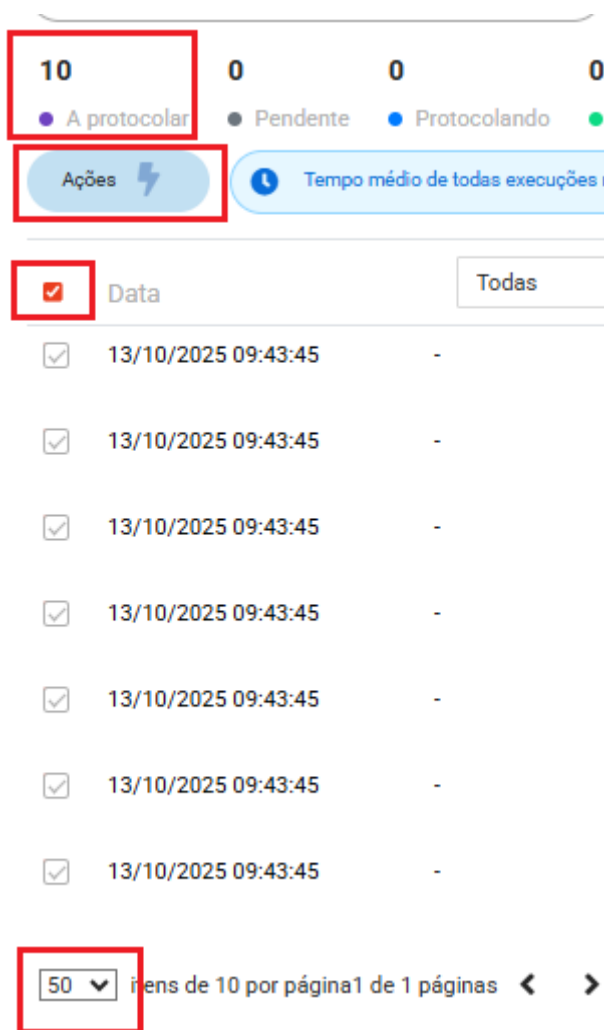 10 0 0 0
A protocolar Pendente Protocolando
Ações Tempo médio de todas execuções
Data Todas
13/10/2025 09:43:45 -
13/10/2025 09:43:45 -
13/10/2025 09:43:45 -
13/10/2025 09:43:45 -
13/10/2025 09:43:45 -
13/10/2025 09:43:45 -
13/10/2025 09:43:45 -
50 itens de 10 por página1 de 1 páginas